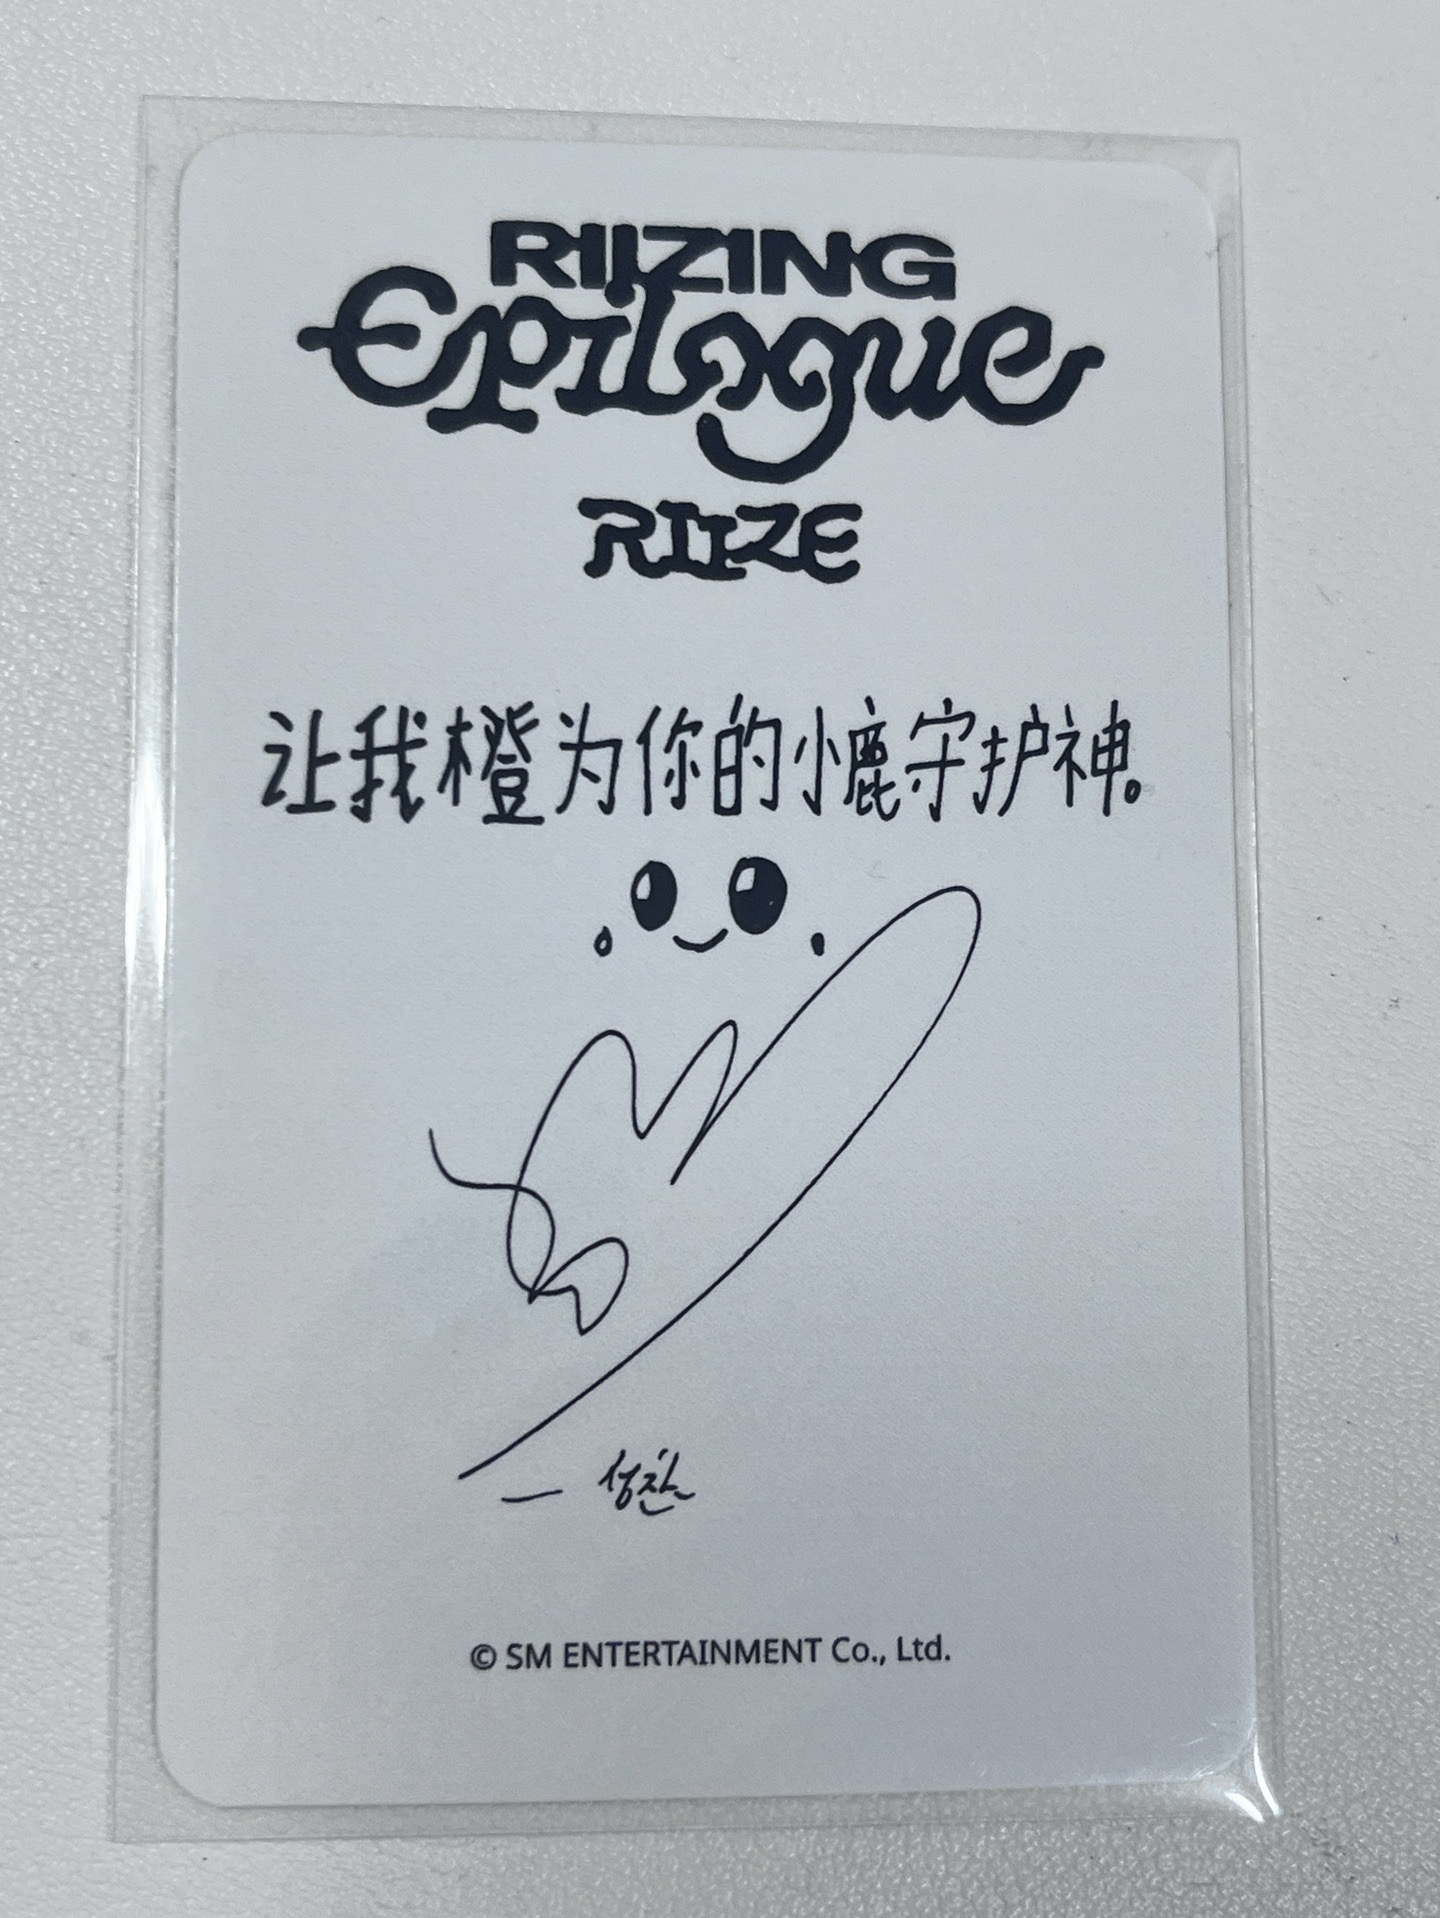 RIIZING
Epilogue
RIIZE
让我橙为你的小鹿守护神。
一 성찬
© SM ENTERTAINMENT Co., Ltd.